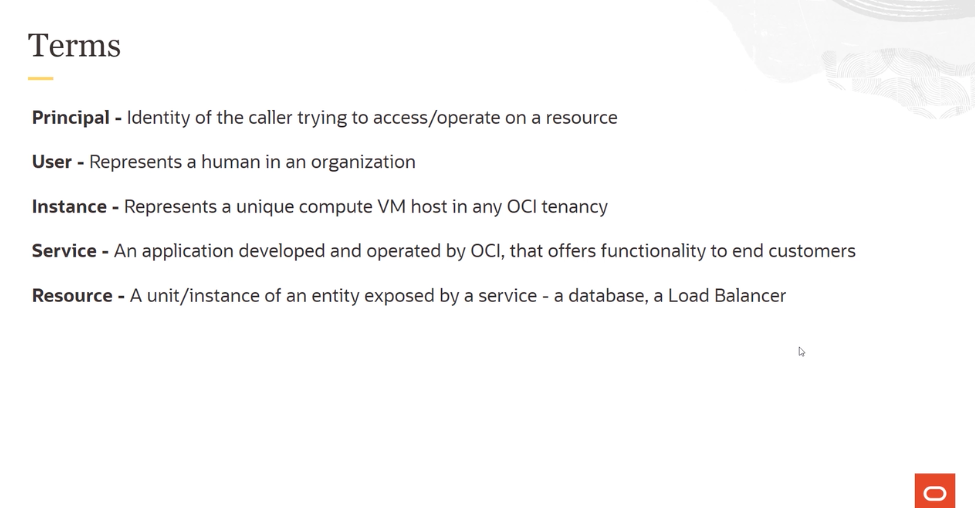 Terms
Principal - Identity of the caller trying to access/operate on a resource
User - Represents a human in an organization
Instance - Represents a unique compute VM host in any OCI tenancy
Service - An application developed and operated by OCI, that offers functionality to end customers
Resource - A unit/instance of an entity exposed by a service - a database, a Load Balancer